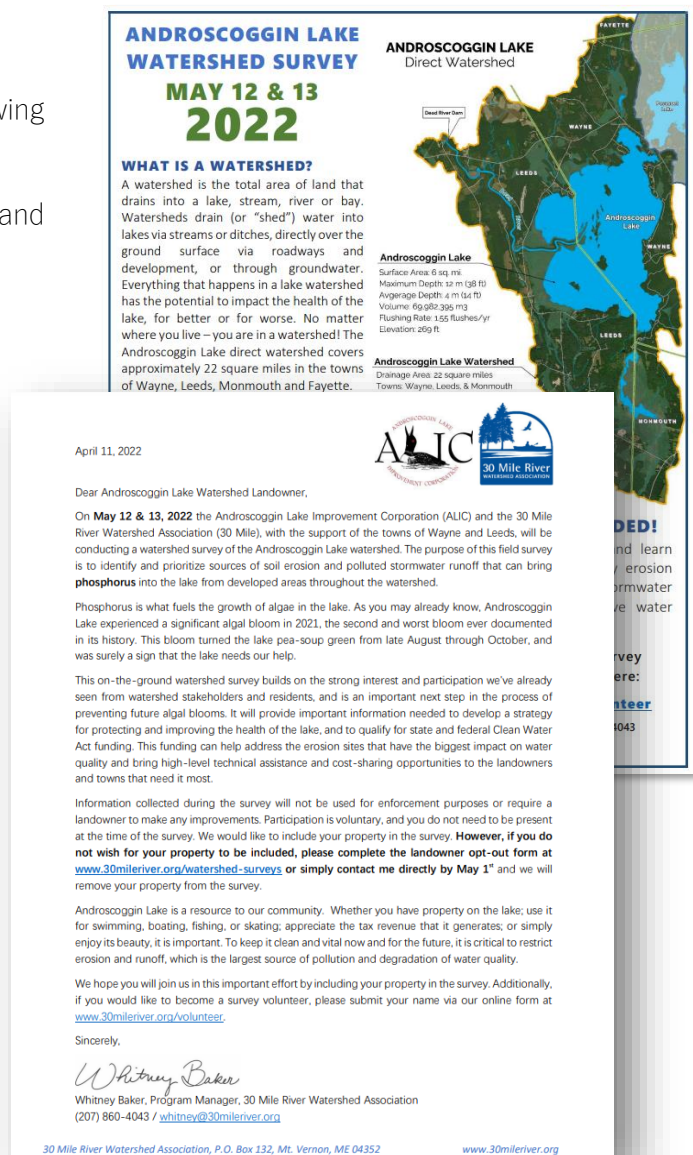 wing
and
ANDROSCOGGIN LAKE
WATERSHED SURVEY
MAY 12 & 13
2022
WHAT IS A WATERSHED?
A watershed is the total area of land that
drains into a lake, stream, river or bay.
Watersheds drain (or “shed”) water into
lakes via streams or ditches, directly over the
ground surface via roadways and
development, or through groundwater.
Everything that happens in a lake watershed
has the potential to impact the health of the
lake, for better or for worse. No matter
where you live – you are in a watershed! The
Androscoggin Lake direct watershed covers
approximately 22 square miles in the towns
of Wayne, Leeds, Monmouth and Fayette.
ANDROSCOGGIN LAKE
Direct Watershed
FAYETTE
Dead River Dam
WAYNE
LEEDS
Androscoggin
Lake
WAYNE
LEEDS
MONMOUTH
Androscoggin Lake
Surface Area: 6 sq. mi.
Maximum Depth: 12 m (38 ft)
Avgerage Depth: 4 m (14 ft)
Volume: 69,982,395 m3
Flushing Rate: 1.55 flushes/yr
Elevation: 269 ft
Androscoggin Lake Watershed
Drainage Area: 22 square miles
Towns: Wayne, Leeds, & Monmouth
DED!
nd learn
y erosion
ormwater
ve water
rvey
ere:
nteer
4043
ANDROSCOGGIN LAKE
ALIC
IMPROVEMENT CORPORATION
30 Mile River
WATERSHED ASSOCIATION
April 11, 2022
Dear Androscoggin Lake Watershed Landowner,
On May 12 & 13, 2022 the Androscoggin Lake Improvement Corporation (ALIC) and the 30 Mile
River Watershed Association (30 Mile), with the support of the towns of Wayne and Leeds, will be
conducting a watershed survey of the Androscoggin Lake watershed. The purpose of this field survey
is to identify and prioritize sources of soil erosion and polluted stormwater runoff that can bring
phosphorus into the lake from developed areas throughout the watershed.
Phosphorus is what fuels the growth of algae in the lake. As you may already know, Androscoggin
Lake experienced a significant algal bloom in 2021, the second and worst bloom ever documented
in its history. This bloom turned the lake pea-soup green from late August through October, and
was surely a sign that the lake needs our help.
This on-the-ground watershed survey builds on the strong interest and participation we’ve already
seen from watershed stakeholders and residents, and is an important next step in the process of
preventing future algal blooms. It will provide important information needed to develop a strategy
for protecting and improving the health of the lake, and to qualify for state and federal Clean Water
Act funding. This funding can help address the erosion sites that have the biggest impact on water
quality and bring high-level technical assistance and cost-sharing opportunities to the landowners
and towns that need it most.
Information collected during the survey will not be used for enforcement purposes or require a
landowner to make any improvements. Participation is voluntary, and you do not need to be present
at the time of the survey. We would like to include your property in the survey. However, if you do
not wish for your property to be included, please complete the landowner opt-out form at
www.30mileriver.org/watershed-surveys or simply contact me directly by May 1st and we will
remove your property from the survey.
Androscoggin Lake is a resource to our community. Whether you have property on the lake; use it
for swimming, boating, fishing, or skating; appreciate the tax revenue that it generates; or simply
enjoy its beauty, it is important. To keep it clean and vital now and for the future, it is critical to restrict
erosion and runoff, which is the largest source of pollution and degradation of water quality.
We hope you will join us in this important effort by including your property in the survey. Additionally,
if you would like to become a survey volunteer, please submit your name via our online form at
www.30mileriver.org/volunteer.
Sincerely,
Whitney Baker
Whitney Baker, Program Manager, 30 Mile River Watershed Association
(207) 860-4043 / whitney@30mileriver.org
30 Mile River Watershed Association, P.O. Box 132, Mt. Vernon, ME 04352 www.30mileriver.org